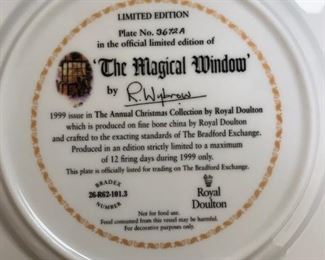 LIMITED EDITION
Plate No. 3672A
in the official limited edition of
'The Magical Window'
by R. Wybrow
1999 issue in The Annual Christmas Collection by Royal Doulton
which is produced on fine bone china by Royal Doulton
and crafted to the exacting standards of The Bradford Exchange.
Produced in an edition strictly limited to a maximum
of 12 firing days during 1999 only.
This plate is officially listed for trading on The Bradford Exchange.
BRADEX
26-R62-101.3
NUMBER
Royal
Doulton
Not for food use.
Food consumed from this vessel may be harmful.
For decorative purposes only.